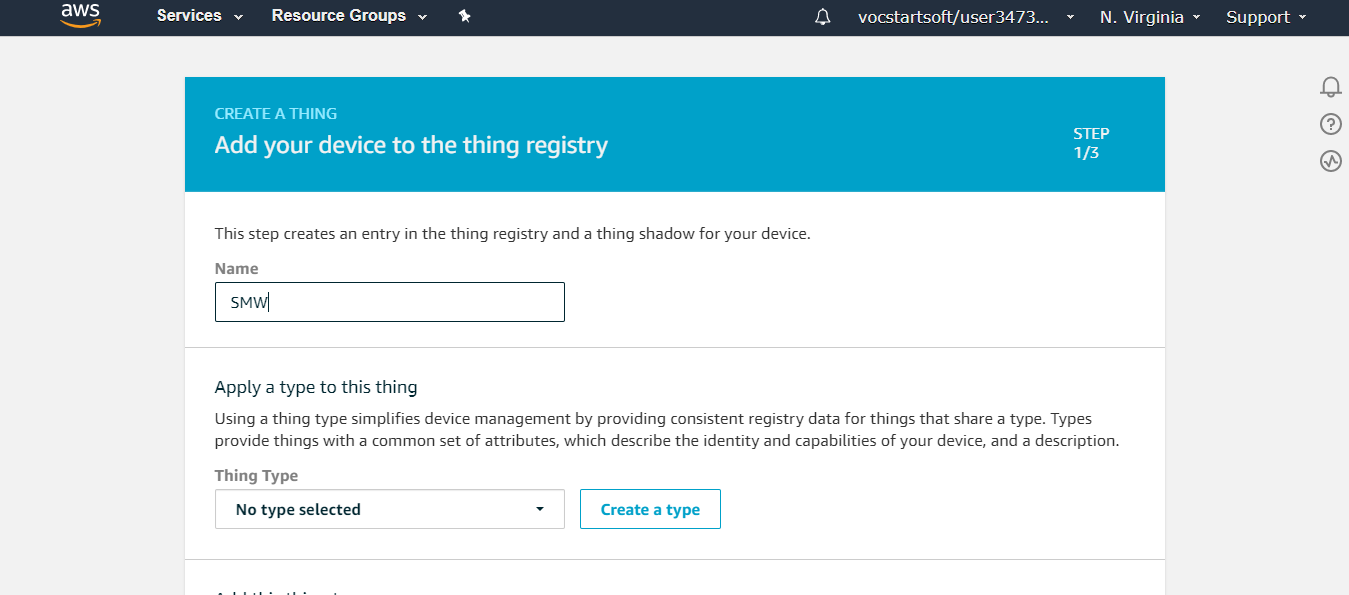 aws Services Resource Groups vocstartsoft/user3473... N. Virginia Support
CREATE A THING
Add your device to the thing registry
STEP
1/3
This step creates an entry in the thing registry and a thing shadow for your device.
Name
SMW
Apply a type to this thing
Using a thing type simplifies device management by providing consistent registry data for things that share a type. Types
provide things with a common set of attributes, which describe the identity and capabilities of your device, and a description.
Thing Type
No type selected Create a type